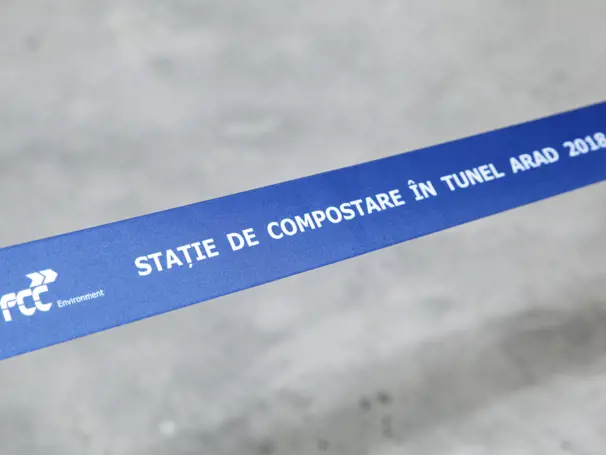 FCC Environment
STAȚIE DE COMPOSTARE ÎN TUNEL ARAD 2018